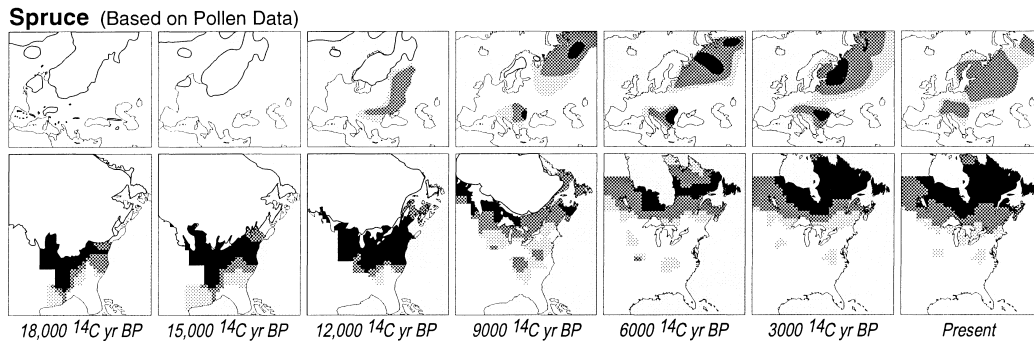 Spruce (Based on Pollen Data)
18,000 14C yr BP
15,000 14C yr BP
12,000 14C yr BP
9000 14C yr BP
6000 14C yr BP
3000 14C yr BP
Present